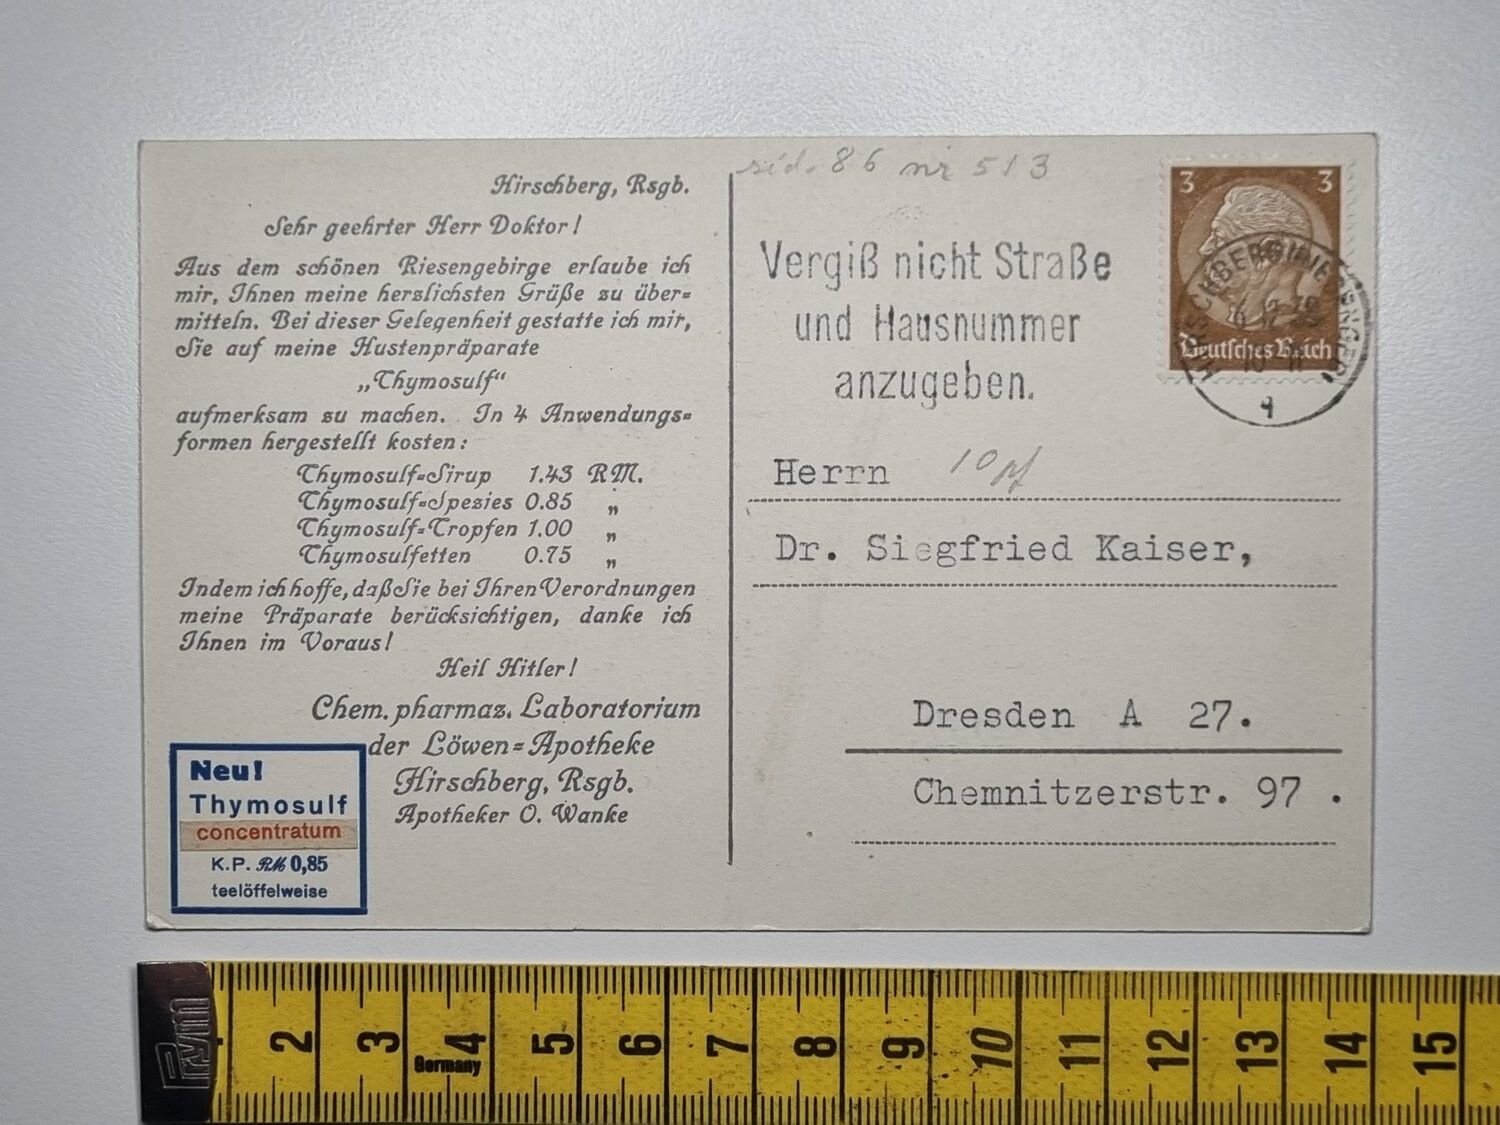 Hirschberg, Rsgb.
Sehr geehrter Herr Doktor!
Aus dem schönen Riesengebirge erlaube ich
mir, Ihnen meine herzlichsten Grüße zu über=
mitteln. Bei dieser Gelegenheit gestatte ich mir,
Sie auf meine Hustenpräparate
„Thymosulf“
aufmerksam zu machen. In 4 Anwendungs=
formen hergestellt kosten:
Thymosulf=Sirup 1.43 RM.
Thymosulf=Spezies 0.85 „
Thymosulf=Tropfen 1.00 „
Thymosulfetten 0.75 „
Indem ich hoffe, daß Sie bei Ihren Verordnungen
meine Präparate berücksichtigen, danke ich
Ihnen im Voraus!
Heil Hitler!
Chem. pharmaz. Laboratorium
der Löwen=Apotheke
Hirschberg, Rsgb.
Apotheker O. Wanke
Neu!
Thymosulf
concentratum
K.P. RM 0,85
teelöffelweise
86 nr 513
Vergiß nicht Straße
und Hausnummer
anzugeben.
3 3
Deutsches Reich
HIRSCHBERG
q
Herrn
10 pf
Dr. Siegfried Kaiser,
Dresden A 27.
Chemnitzerstr. 97 .
Prym
2 3 4 5 6 7 8 9 10 11 12 13 14 15
Germany